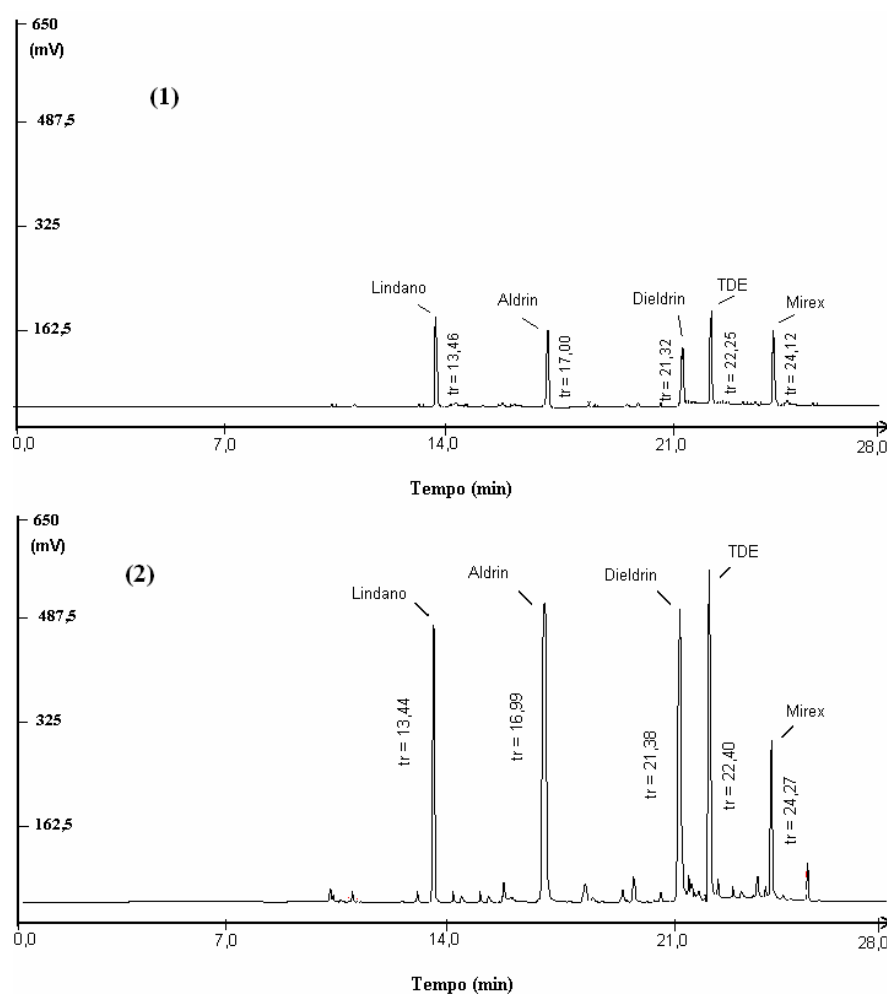 650
(mV)
(1)
487,5
325
TDE
Lindano
Dieldrin
Aldrin
Mirex
162,5
tr = 13,46
tr = 17,00
tr = 21,32
tr = 22,25
tr = 24,12
0,0 7,0 14,0 21,0 28,0
Tempo (min)
650
(mV)
(2)
TDE
Aldrin
Dieldrin
Lindano
487,5
325
Mirex
tr = 13,44
tr = 16,99
tr = 21,38
tr = 22,40
tr = 24,27
162,5
0,0 7,0 14,0 21,0 28,0
Tempo (min)